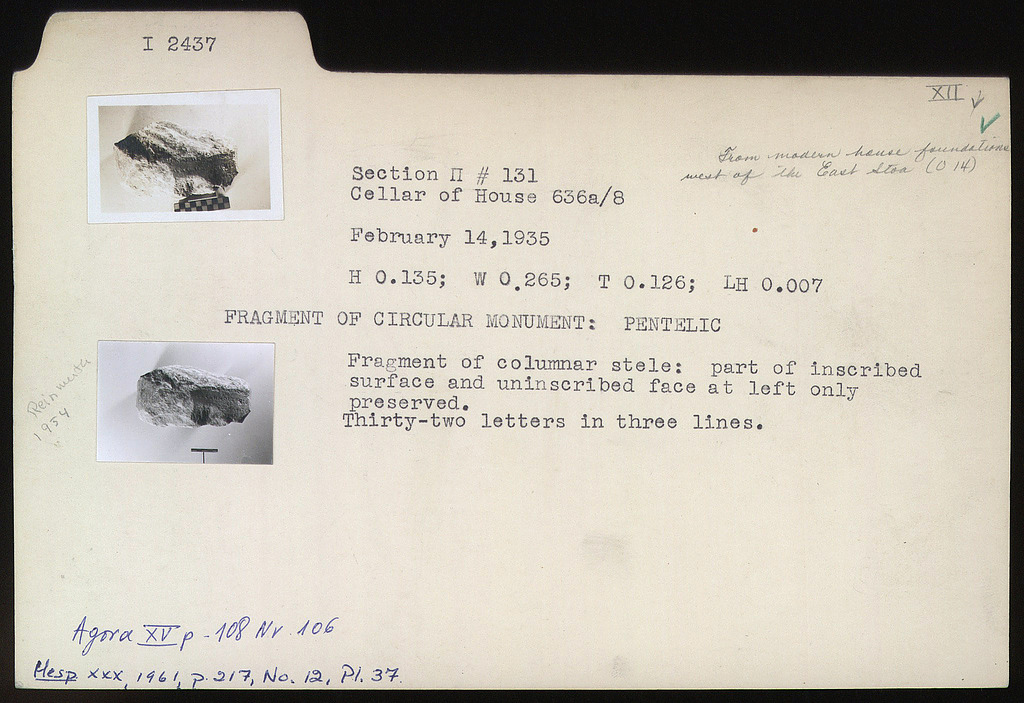 I 2437
XII
From modern house foundations
west of the East Stoa (O 14)
Section Π # 131
Cellar of House 636a/8
February 14,1935
H 0.135; W 0.265; T 0.126; LH 0.007
FRAGMENT OF CIRCULAR MONUMENT: PENTELIC
Fragment of columnar stele: part of inscribed
surface and uninscribed face at left only
preserved.
Thirty-two letters in three lines.
1954
Agora XV p. 108 Nr. 106
Hesp XXX, 1961, p. 217, No. 12, Pl. 37